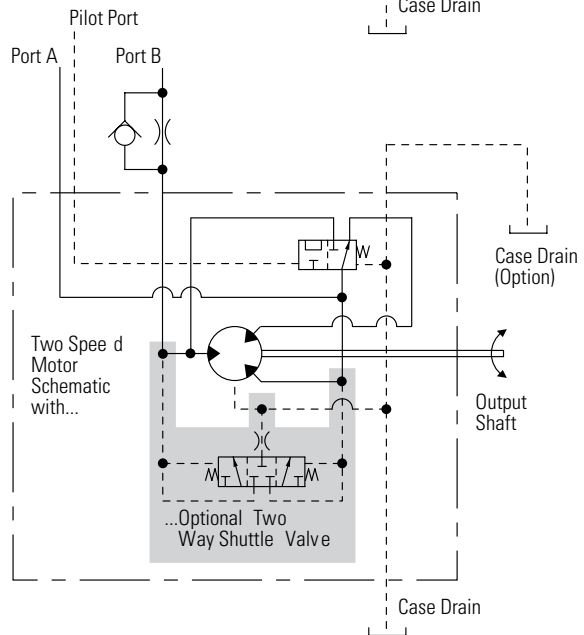 Case Drain
Pilot Port
Port A
Port B
Case Drain
(Option)
Two Spee d
Motor
Schematic
with...
Output
Shaft
...Optional Two
Way Shuttle Valve
Case Drain